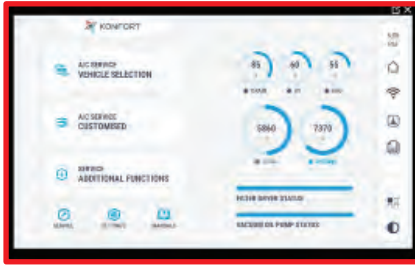 KONFORT
A/C SERVICE
VEHICLE SELECTION
A/C SERVICE
CUSTOMISED
SERVICE
ADDITIONAL FUNCTIONS
SERVICE
SETTINGS
MANUALS
85
60
55
5860
7370
FILTER DRYER STATUS
VACUUM OIL PUMP STATUS